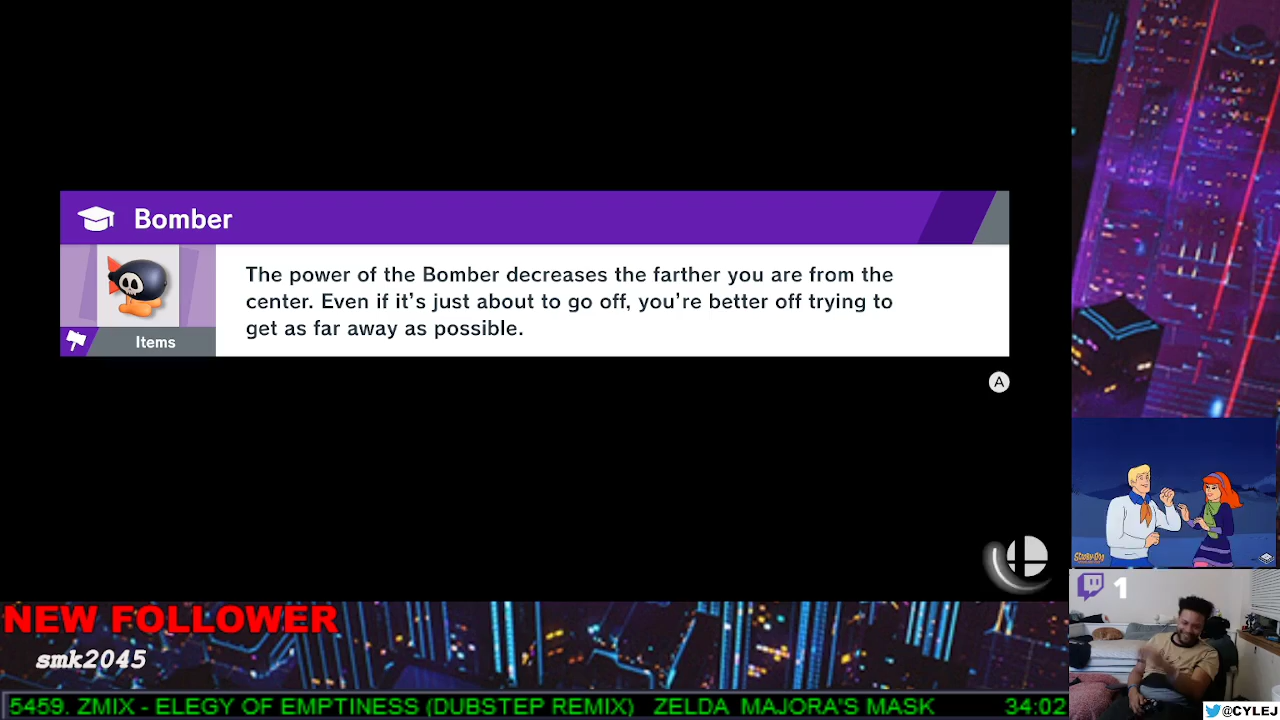 Bomber
The power of the Bomber decreases the farther you are from the
center. Even if it's just about to go off, you're better off trying to
get as far away as possible.
Items
A
SCOOBY-DOO
1
NEW FOLLOWER
smk2045
5459. ZMIX - ELEGY OF EMPTINESS (DUBSTEP REMIX) ZELDA MAJORA'S MASK 34:02
@CYLEJ